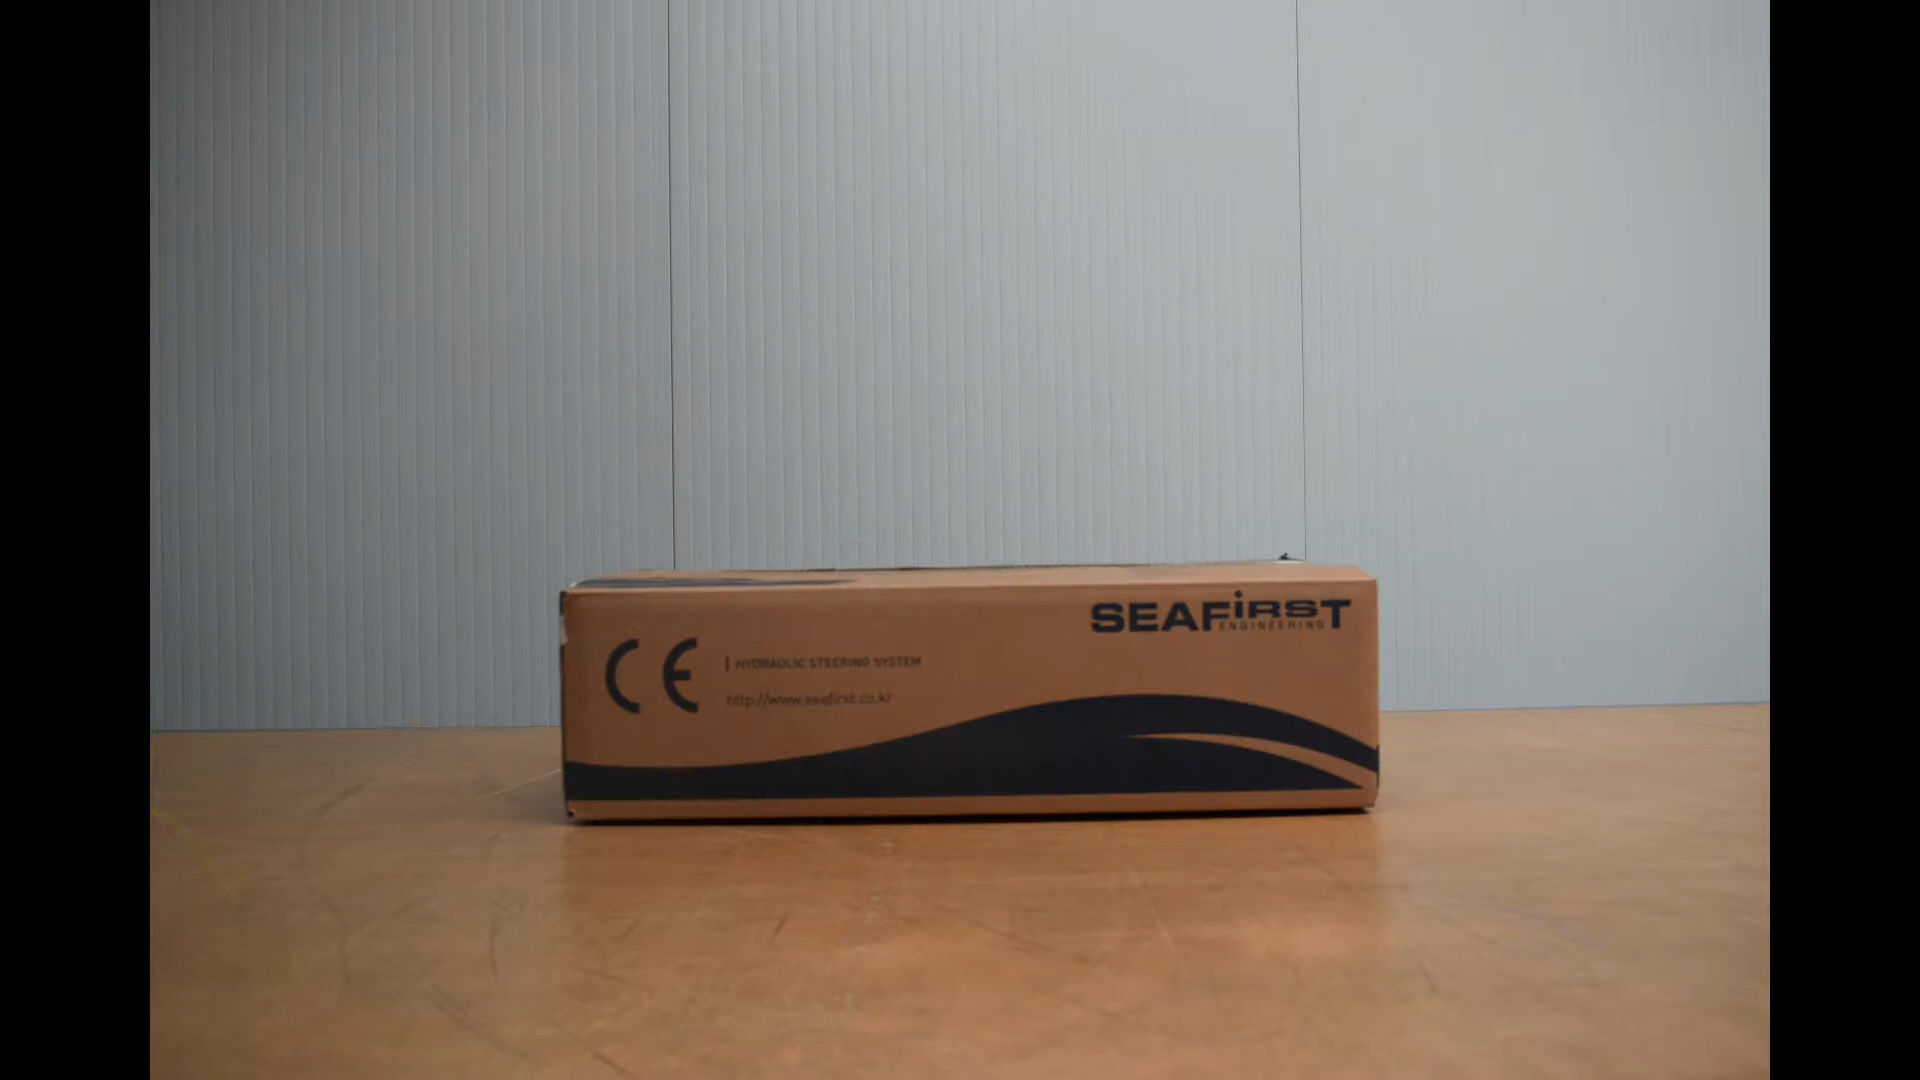 SEAFiRST
ENGINEERING
CE
HYDRAULIC STEERING SYSTEM
http://www.seafirst.co.kr